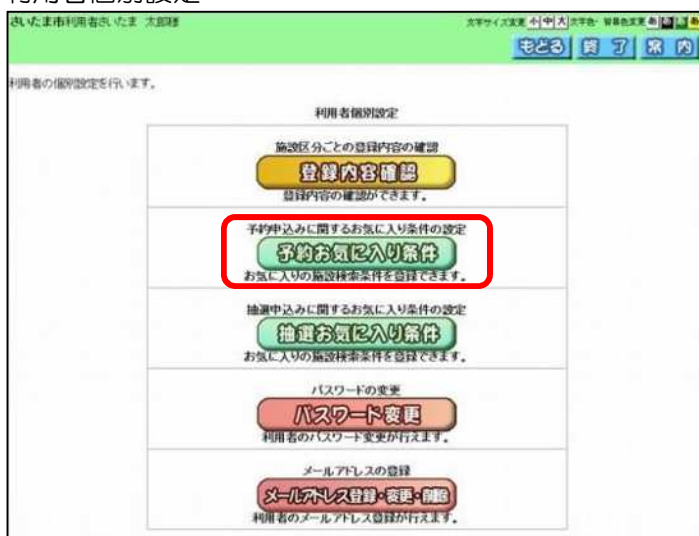 利用者個別設定
さいたま市利用者さいたま 太郎様
文字サイズ変更 小 中 大 文字色・背景色変更 あ あ あ あ
もどる 終了 案内
利用者の個別設定を行います。
利用者個別設定
施設区分ごとの登録内容の確認
登録内容確認
登録内容の確認ができます。
予約申込みに関するお気に入り条件の設定
予約お気に入り条件
お気に入りの施設検索条件を登録できます。
抽選申込みに関するお気に入り条件の設定
抽選お気に入り条件
お気に入りの施設検索条件を登録できます。
パスワードの変更
パスワード変更
利用者のパスワード変更が行えます。
メールアドレスの登録
メールアドレス登録・変更・削除
利用者のメールアドレス登録が行えます。